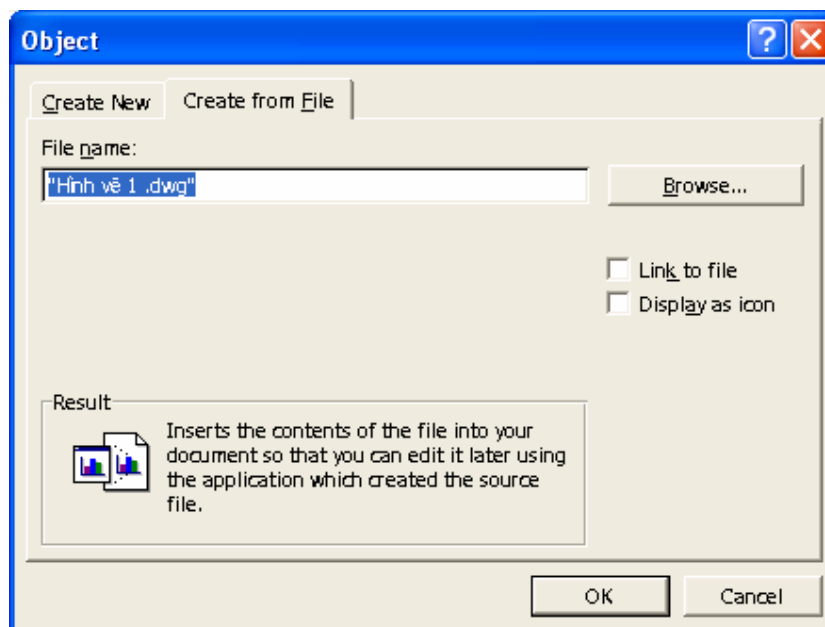 Object
Create New
Create from File
File name:
"Hình vẽ 1 .dwg"
Browse...
Link to file
Display as icon
Result
Inserts the contents of the file into your
document so that you can edit it later using
the application which created the source
file.
OK
Cancel